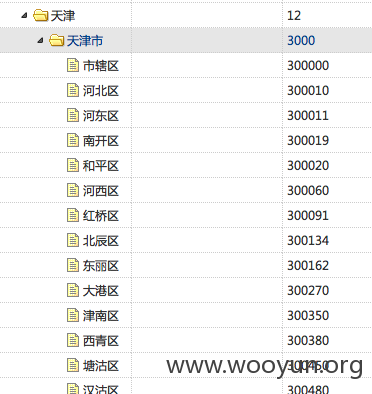 天津 12
天津市 3000
市辖区 300000
河北区 300010
河东区 300011
南开区 300019
和平区 300020
河西区 300060
红桥区 300091
北辰区 300134
东丽区 300162
大港区 300270
津南区 300350
西青区 300380
塘沽区 300450
www.wooyun.org
汉沽区 300480